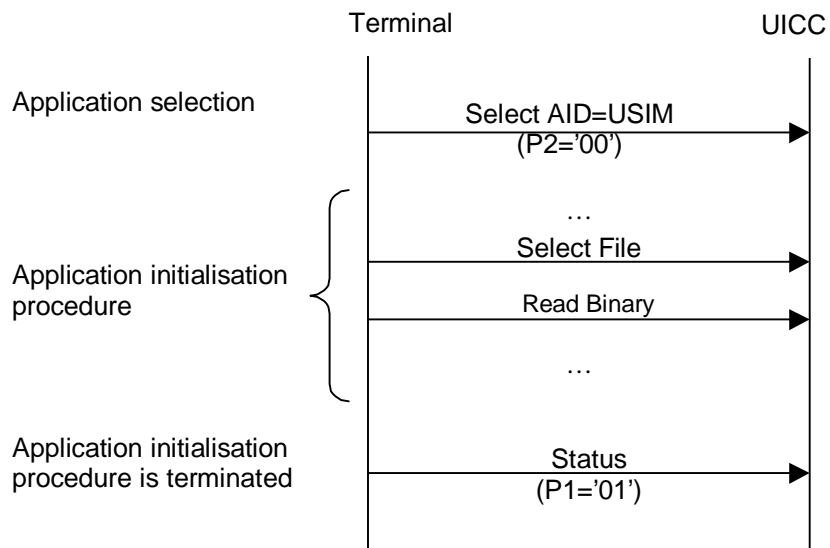 Terminal
UICC
Application selection
Select AID=USIM
(P2='00')
…
Select File
Application initialisation
procedure
Read Binary
…
Application initialisation
procedure is terminated
Status
(P1='01')